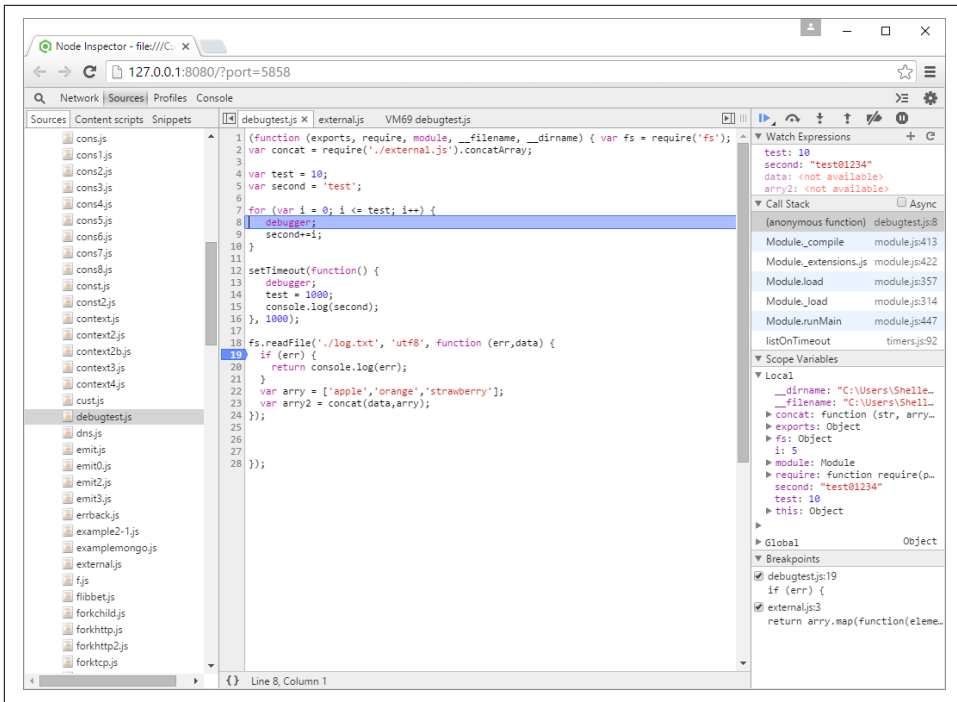 Node Inspector - file:///C:/
127.0.0.1:8080/?port=5858
Network Sources Profiles Console
Sources Content scripts Snippets
cons.js
cons1.js
cons2.js
cons3.js
cons4.js
cons5.js
cons6.js
cons7.js
cons8.js
const.js
const2.js
context.js
context2.js
context2b.js
context3.js
context4.js
cust.js
debugtest.js
dns.js
emit.js
emit0.js
emit2.js
emit3.js
errback.js
example2-1.js
examplemongo.js
external.js
f.js
flibbet.js
forkchild.js
forkhttp.js
forkhttp2.js
forktcp.js
debugtest.js × external.js VM69 debugtest.js
1 (function (exports, require, module, __filename, __dirname) { var fs = require('fs');
2 var concat = require('./external.js').concatArray;
3
4 var test = 10;
5 var second = 'test';
6
7 for (var i = 0; i <= test; i++) {
8 debugger;
9 second+=i;
10 }
11
12 setTimeout(function() {
13 debugger;
14 test = 1000;
15 console.log(second);
16 }, 1000);
17
18 fs.readFile('./log.txt', 'utf8', function (err,data) {
19 if (err) {
20 return console.log(err);
21 }
22 var arry = ['apple','orange','strawberry'];
23 var arry2 = concat(data,arry);
24 });
25
26
27
28 });
{} Line 8, Column 1
Watch Expressions
test: 10
second: "test01234"
data: <not available>
arry2: <not available>
Call Stack Async
(anonymous function) debugtest.js:8
Module._compile module.js:413
Module._extensions..js module.js:422
Module.load module.js:357
Module._load module.js:314
Module.runMain module.js:447
listOnTimeout timers.js:92
Scope Variables
Local
__dirname: "C:\Users\Shelle…
__filename: "C:\Users\Shell…
concat: function (str, arry…
exports: Object
fs: Object
i: 5
module: Module
require: function require(p…
second: "test01234"
test: 10
this: Object
Global Object
Breakpoints
debugtest.js:19
if (err) {
external.js:3
return arry.map(function(eleme…